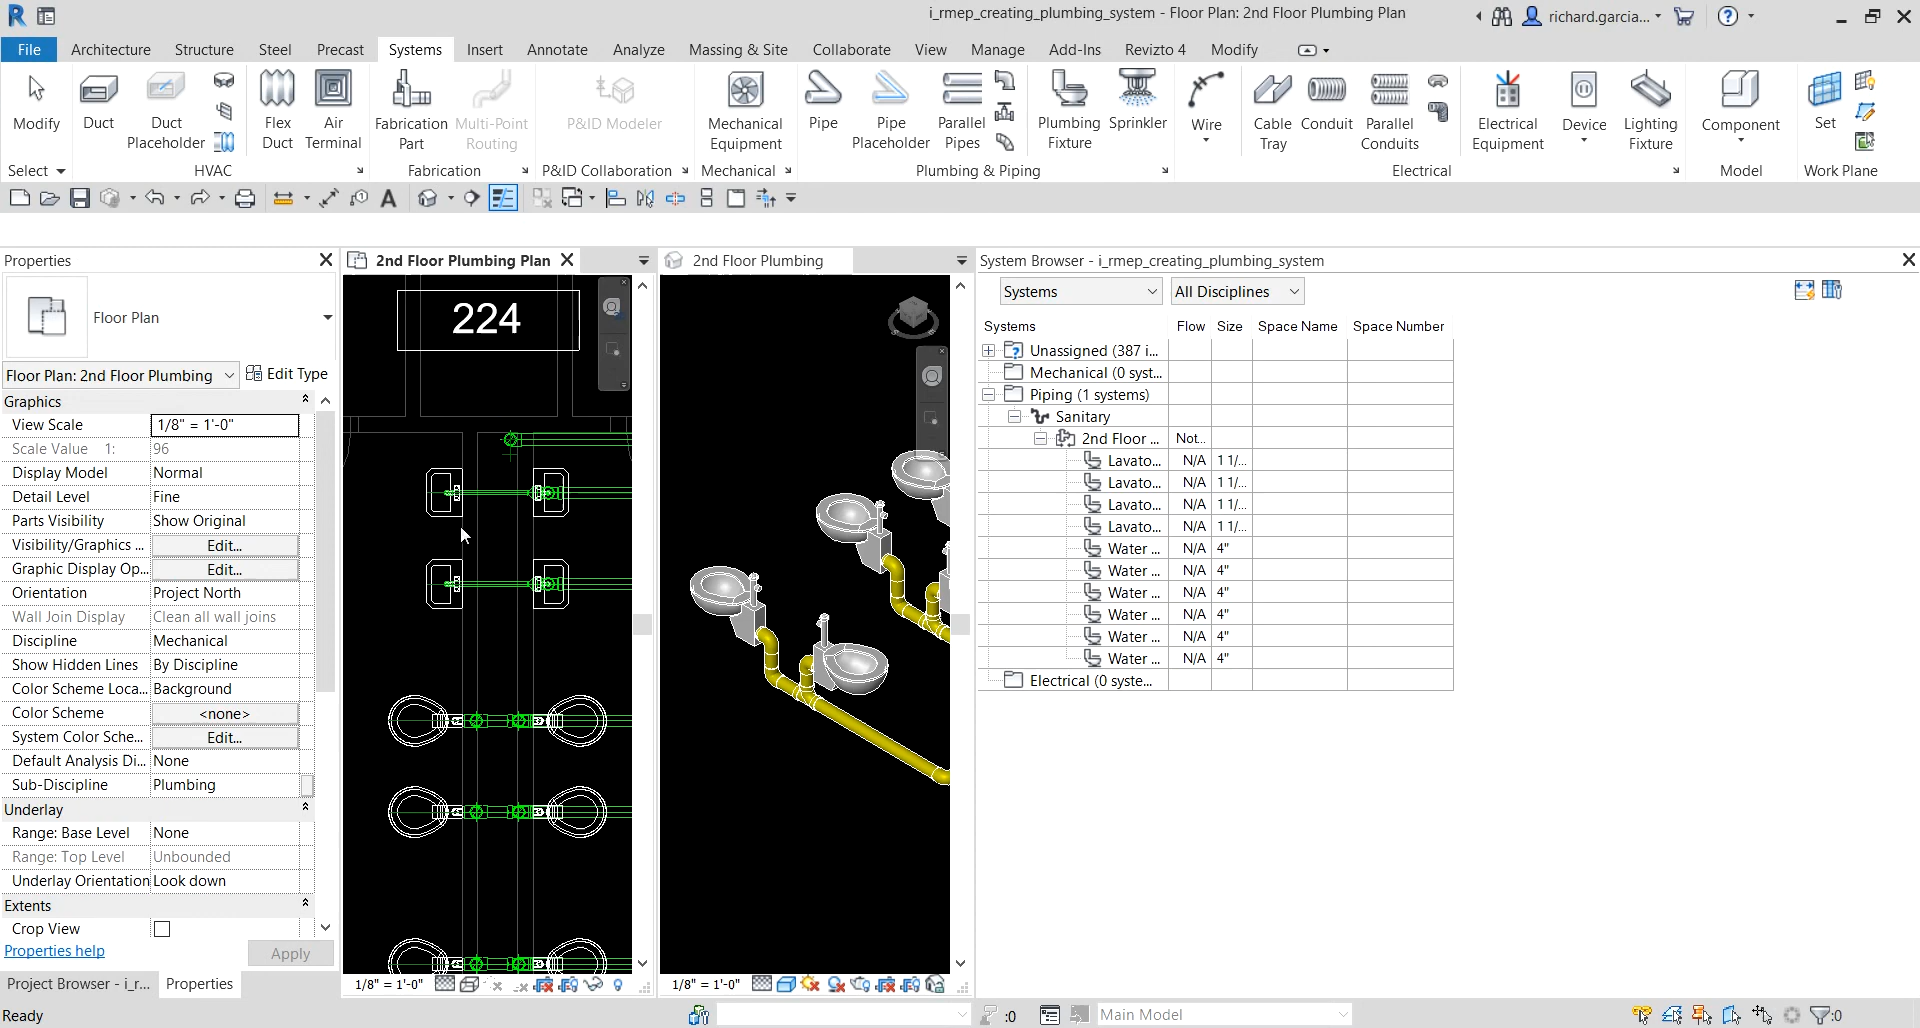 i_rmep_creating_plumbing_system - Floor Plan: 2nd Floor Plumbing Plan
richard.garcia...
File Architecture Structure Steel Precast Systems Insert Annotate Analyze Massing & Site Collaborate View Manage Add-Ins Revizto 4 Modify
Modify Duct Duct Placeholder Flex Duct Air Terminal Fabrication Part Multi-Point Routing P&ID Modeler Mechanical Equipment Pipe Pipe Placeholder Parallel Pipes Plumbing Fixture Sprinkler Wire Cable Tray Conduit Parallel Conduits Electrical Equipment Device Lighting Fixture Component Set
Select HVAC Fabrication P&ID Collaboration Mechanical Plumbing & Piping Electrical Model Work Plane
Properties
Floor Plan
Floor Plan: 2nd Floor Plumbing Edit Type
Graphics
View Scale 1/8" = 1'-0"
Scale Value 1: 96
Display Model Normal
Detail Level Fine
Parts Visibility Show Original
Visibility/Graphics ... Edit...
Graphic Display Op... Edit...
Orientation Project North
Wall Join Display Clean all wall joins
Discipline Mechanical
Show Hidden Lines By Discipline
Color Scheme Loca... Background
Color Scheme <none>
System Color Sche... Edit...
Default Analysis Di... None
Sub-Discipline Plumbing
Underlay
Range: Base Level None
Range: Top Level Unbounded
Underlay Orientation Look down
Extents
Crop View
Properties help Apply
Project Browser - i_r... Properties
2nd Floor Plumbing Plan
224
1/8" = 1'-0"
2nd Floor Plumbing
1/8" = 1'-0"
System Browser - i_rmep_creating_plumbing_system
Systems All Disciplines
Systems Flow Size Space Name Space Number
Unassigned (387 i...
Mechanical (0 syst...
Piping (1 systems)
Sanitary
2nd Floor ... Not...
Lavato... N/A 1 1/...
Lavato... N/A 1 1/...
Lavato... N/A 1 1/...
Lavato... N/A 1 1/...
Water ... N/A 4"
Water ... N/A 4"
Water ... N/A 4"
Water ... N/A 4"
Water ... N/A 4"
Water ... N/A 4"
Electrical (0 syste...
Ready :0 Main Model :0